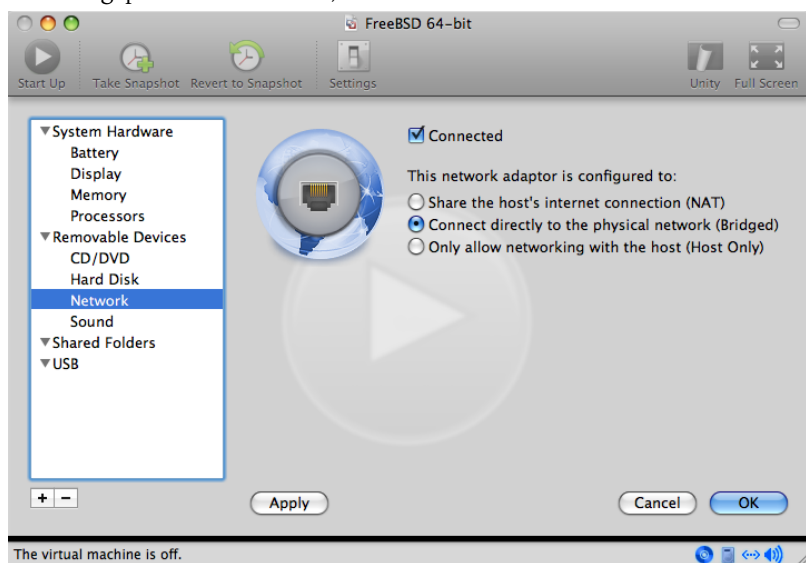 FreeBSD 64-bit
Start Up Take Snapshot Revert to Snapshot Settings Unity Full Screen
System Hardware
Battery
Display
Memory
Processors
Removable Devices
CD/DVD
Hard Disk
Network
Sound
Shared Folders
USB
Connected
This network adaptor is configured to:
Share the host's internet connection (NAT)
Connect directly to the physical network (Bridged)
Only allow networking with the host (Host Only)
+ −
Apply Cancel OK
The virtual machine is off.